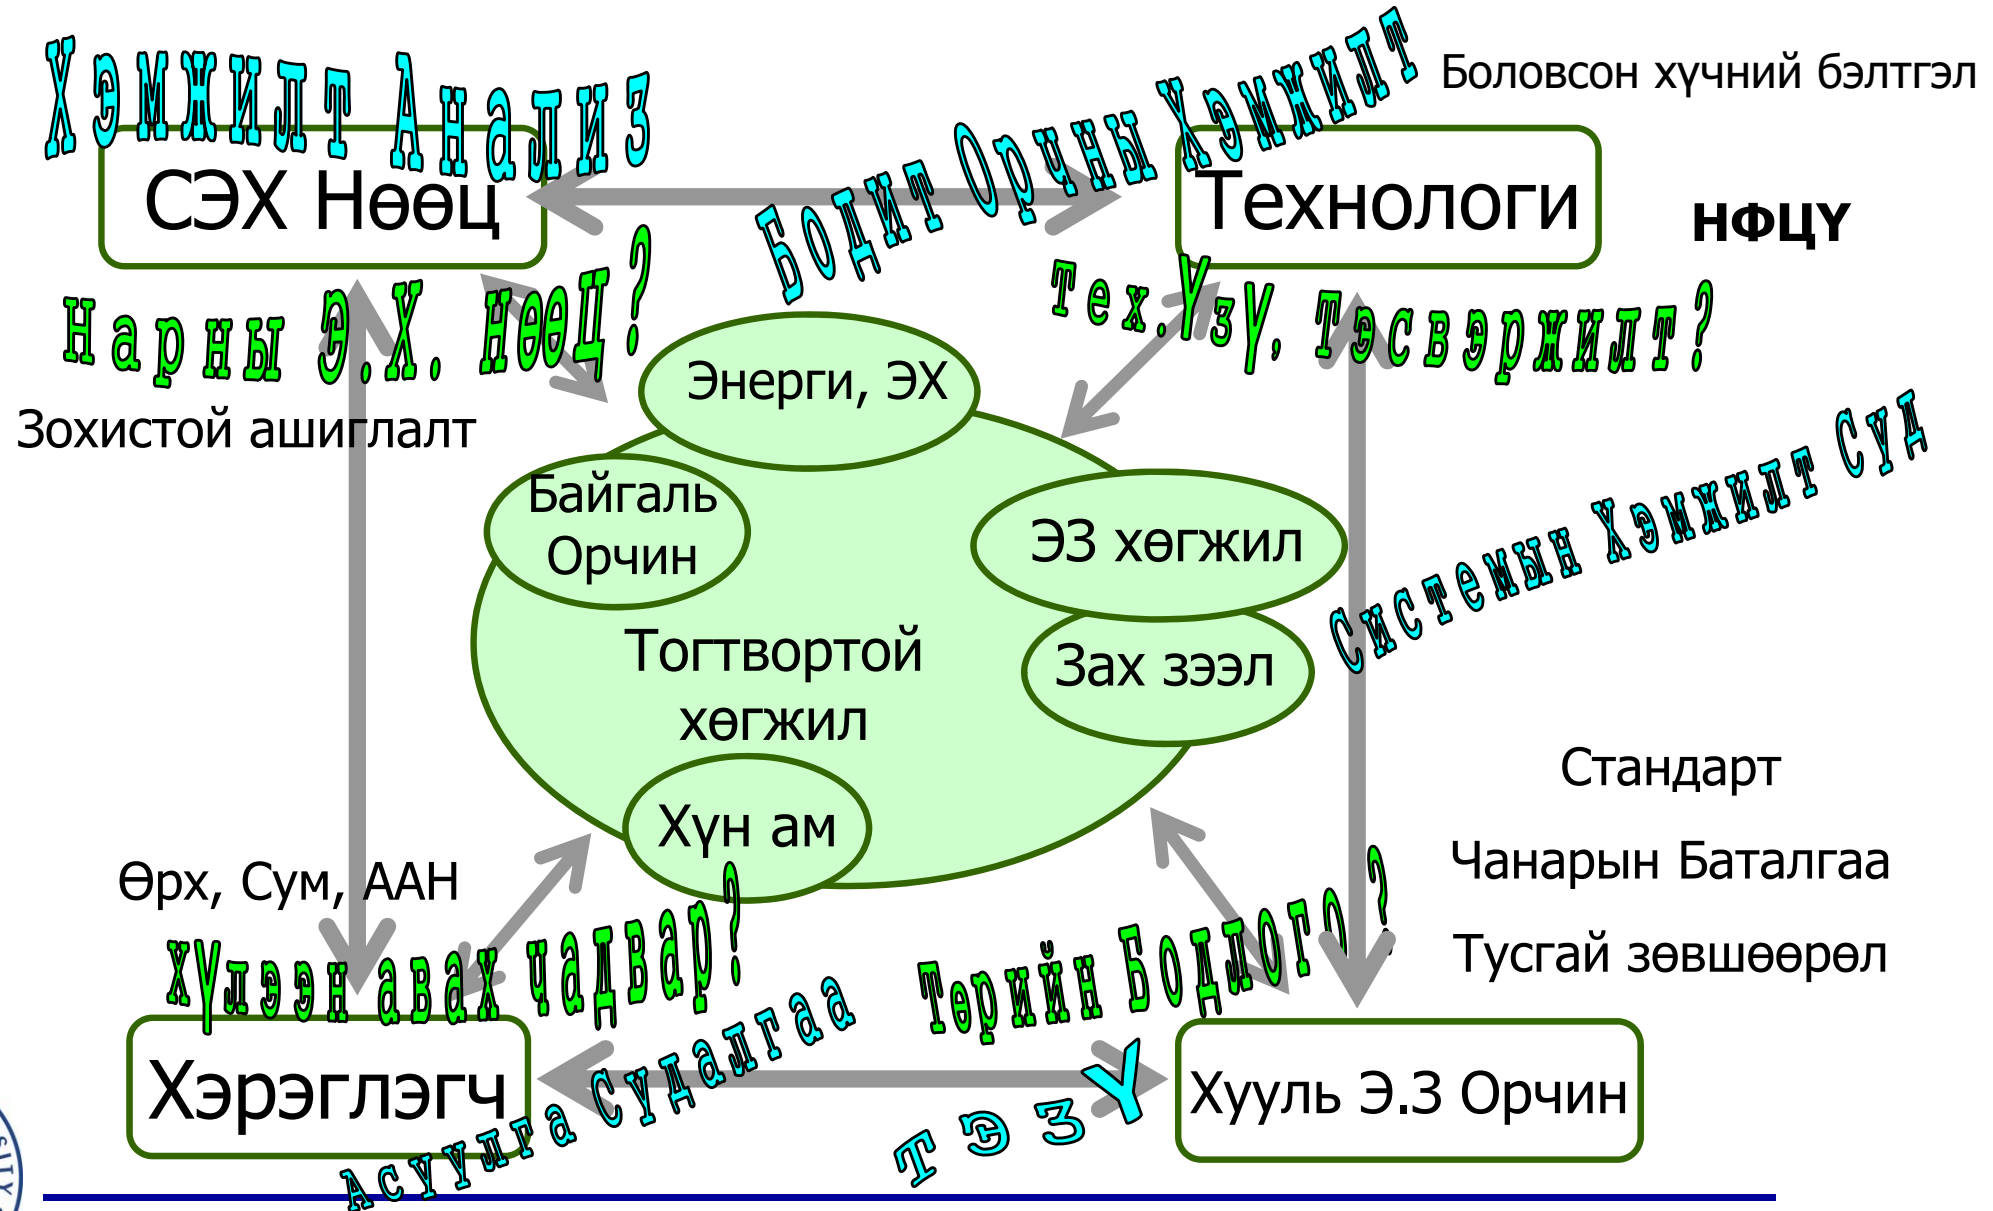 Хэмжилт Анализ
Бодит Орчны Хэмжилт
Боловсон хүчний бэлтгэл
СЭХ Нөөц
Технологи
НФЦҮ
Нарны Э.Х. нөөц?
Тех.Үзү, Тэсвэржилт?
Энерги, ЭХ
Зохистой ашиглалт
Байгаль
Орчин
ЭЗ хөгжил
Системын Хэмжилт Суд
Тогтвортой
хөгжил
Зах зээл
Стандарт
Хүн ам
Чанарын Баталгаа
Өрх, Сум, ААН
Тусгай зөвшөөрөл
хүлээн авах чадвар?
Төрийн Бодлого ?
Хэрэглэгч
Асуулга Судалгаа
ТЭЗҮ
Хууль Э.З Орчин